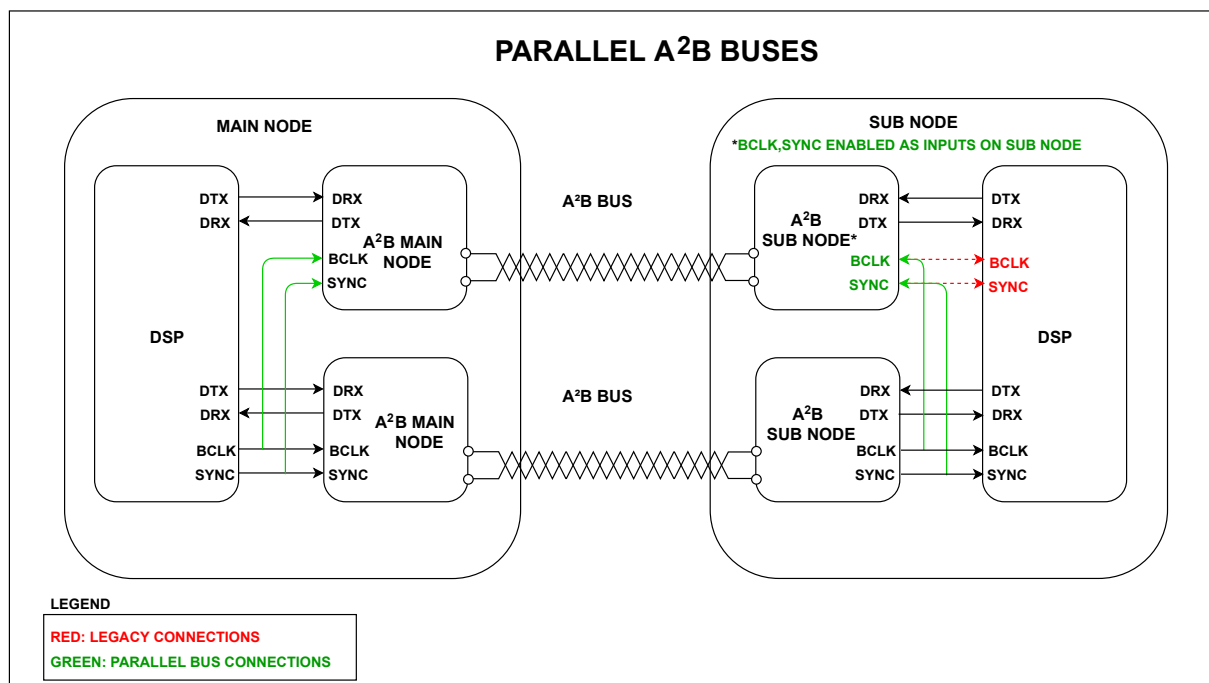 PARALLEL A²B BUSES
MAIN NODE
DSP
DTX
DRX
DTX
DRX
BCLK
SYNC
DRX
DTX
A²B MAIN
NODE
BCLK
SYNC
DRX
DTX
A²B MAIN
NODE
BCLK
SYNC
A²B BUS
A²B BUS
SUB NODE
*BCLK,SYNC ENABLED AS INPUTS ON SUB NODE
A²B
SUB NODE*
DRX
DTX
BCLK
SYNC
A²B
SUB NODE
DRX
DTX
BCLK
SYNC
DTX
DRX
BCLK
SYNC
DSP
DTX
DRX
BCLK
SYNC
LEGEND
RED: LEGACY CONNECTIONS
GREEN: PARALLEL BUS CONNECTIONS